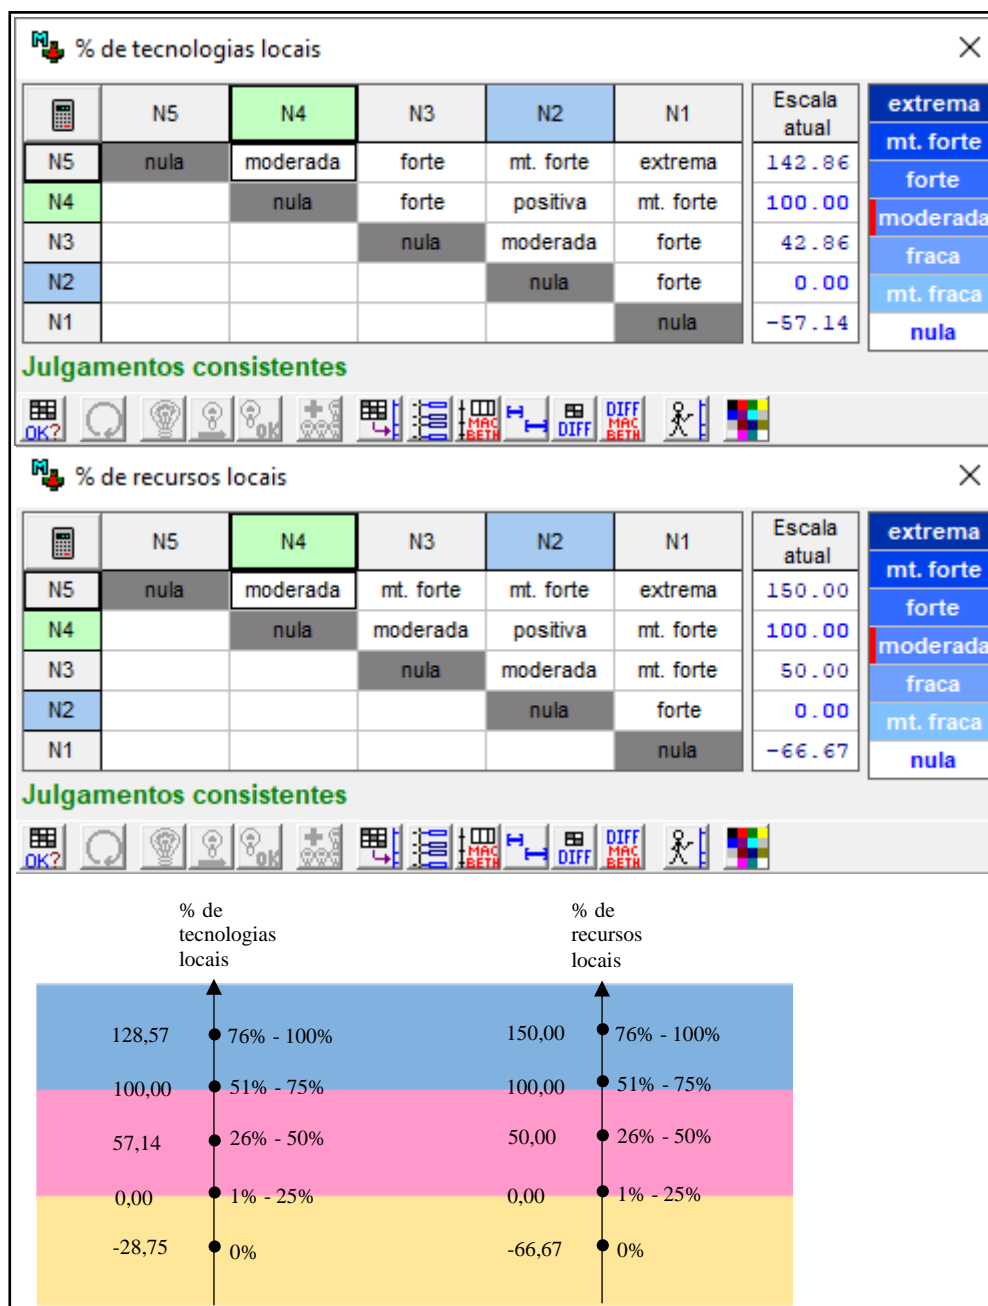 % de tecnologias locais
N5 N4 N3 N2 N1 Escala atual extrema
mt. forte
N5 nula moderada forte mt. forte extrema 142.86
forte
N4 nula forte positiva mt. forte 100.00
moderada
N3 nula moderada forte 42.86
fraca
N2 nula forte 0.00
mt. fraca
N1 nula -57.14
nula
Julgamentos consistentes
OK? OK MAC BETH DIFF DIFF MAC BETH
% de recursos locais
N5 N4 N3 N2 N1 Escala atual extrema
mt. forte
N5 nula moderada mt. forte mt. forte extrema 150.00
forte
N4 nula moderada positiva mt. forte 100.00
moderada
N3 nula moderada mt. forte 50.00
fraca
N2 nula forte 0.00
mt. fraca
N1 nula -66.67
nula
Julgamentos consistentes
OK? OK MAC BETH DIFF DIFF MAC BETH
% de
tecnologias
locais
% de
recursos
locais
128,57 76% - 100% 150,00 76% - 100%
100,00 51% - 75% 100,00 51% - 75%
57,14 26% - 50% 50,00 26% - 50%
0,00 1% - 25% 0,00 1% - 25%
-28,75 0% -66,67 0%